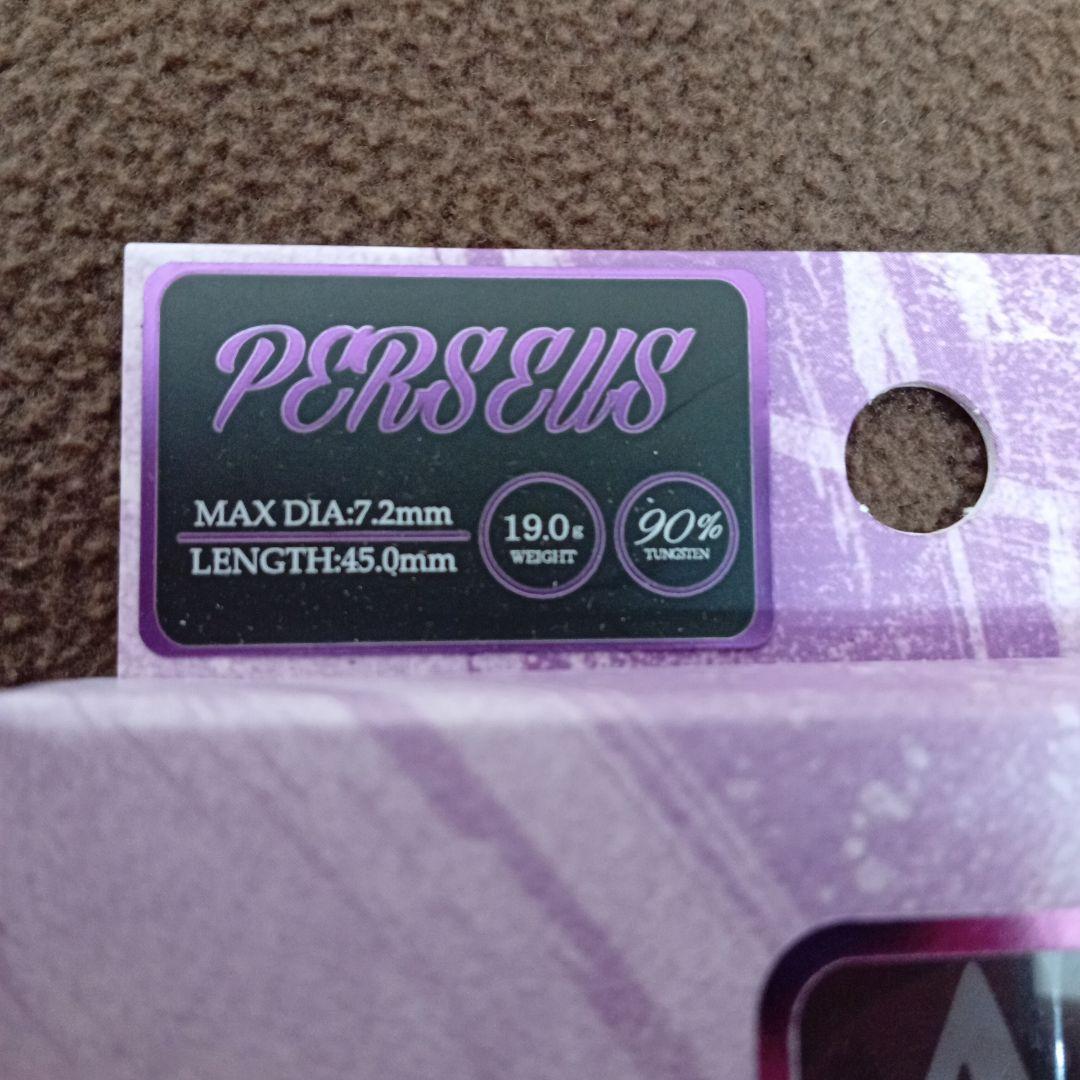 PERSEUS
MAX DIA:7.2mm
LENGTH:45.0mm
19.0g
WEIGHT
90%
TUNGSTEN